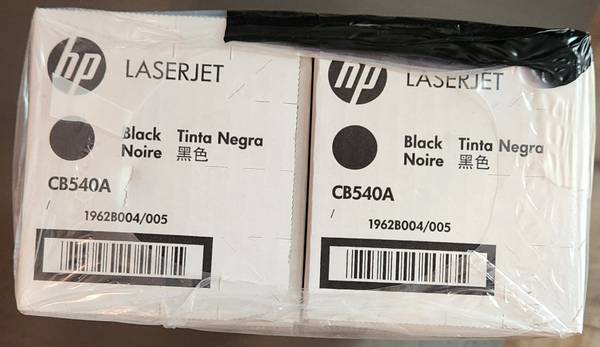 hp LASERJET
Black Tinta Negra
Noire 黑色
CB540A
/
1962B004/005
hp LASERJET
Black Tinta Negra
Noire 黑色
CB540A
/
1962B004/005